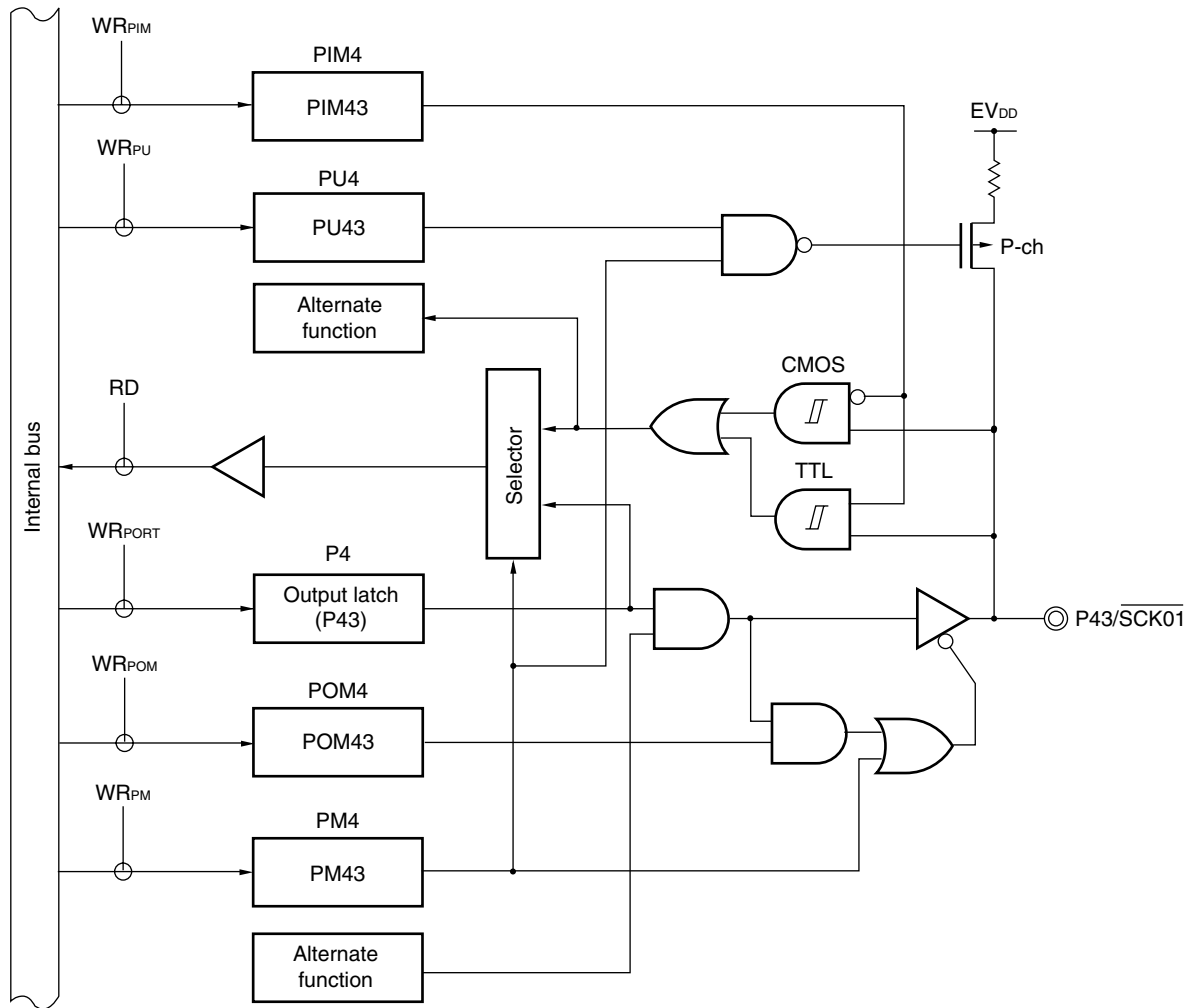 WRPIM
PIM4
PIM43
EVDD
WRPU
PU4
PU43
P-ch
Alternate
function
CMOS
RD
Selector
TTL
Internal bus
WRPORT
P4
Output latch
(P43)
P43/SCK01
WRPOM
POM4
POM43
WRPM
PM4
PM43
Alternate
function